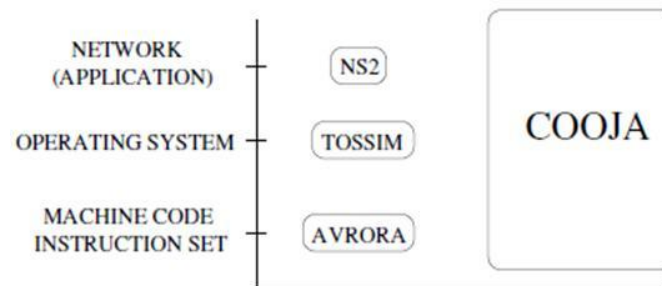 NETWORK
(APPLICATION)
NS2
OPERATING SYSTEM
TOSSIM
COOJA
MACHINE CODE
INSTRUCTION SET
AVRORA